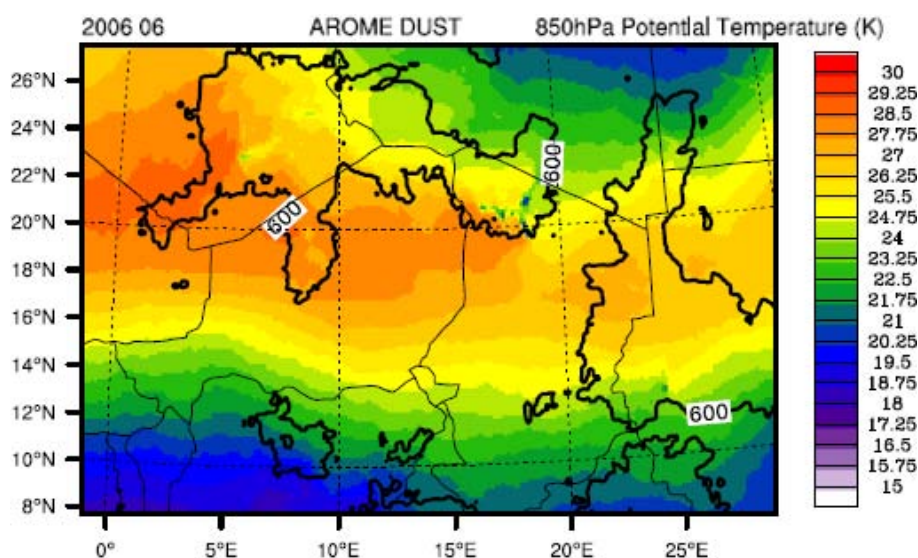 2006 06 AROME DUST 850hPa Potential Temperature (K)
26°N
24°N
22°N
20°N
18°N
16°N
14°N
12°N
10°N
8°N
0°
5°E
10°E
15°E
20°E
25°E
600
600
600
30
29.25
28.5
27.75
27
26.25
25.5
24.75
24
23.25
22.5
21.75
21
20.25
19.5
18.75
18
17.25
16.5
15.75
15